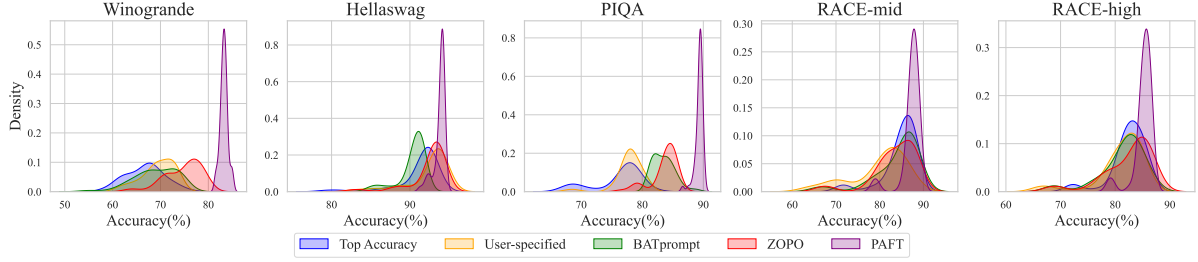 Winogrande
Hellaswag
PIQA
RACE-mid
RACE-high
Density
0.5
0.4
0.3
0.2
0.1
0.0
50 60 70 80
Accuracy(%)
0.8
0.6
0.4
0.2
0.0
80 90
Accuracy(%)
0.8
0.6
0.4
0.2
0.0
70 80 90
Accuracy(%)
0.30
0.25
0.20
0.15
0.10
0.05
0.00
60 70 80 90
Accuracy(%)
0.3
0.2
0.1
0.0
60 70 80 90
Accuracy(%)
Top Accuracy User-specified BATprompt ZOPO PAFT